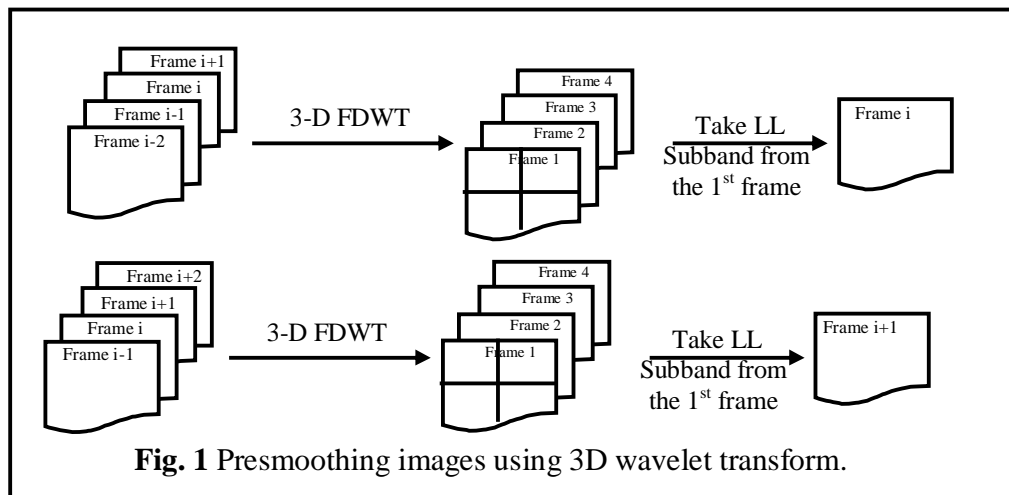 Frame i+1
Frame i
Frame i-1
Frame i-2
3-D FDWT
Frame 4
Frame 3
Frame 2
Frame 1
Take LL
Subband from
the 1st frame
Frame i
Frame i+2
Frame i+1
Frame i
Frame i-1
3-D FDWT
Frame 4
Frame 3
Frame 2
Frame 1
Take LL
Subband from
the 1st frame
Frame i+1
Fig. 1 Presmoothing images using 3D wavelet transform.